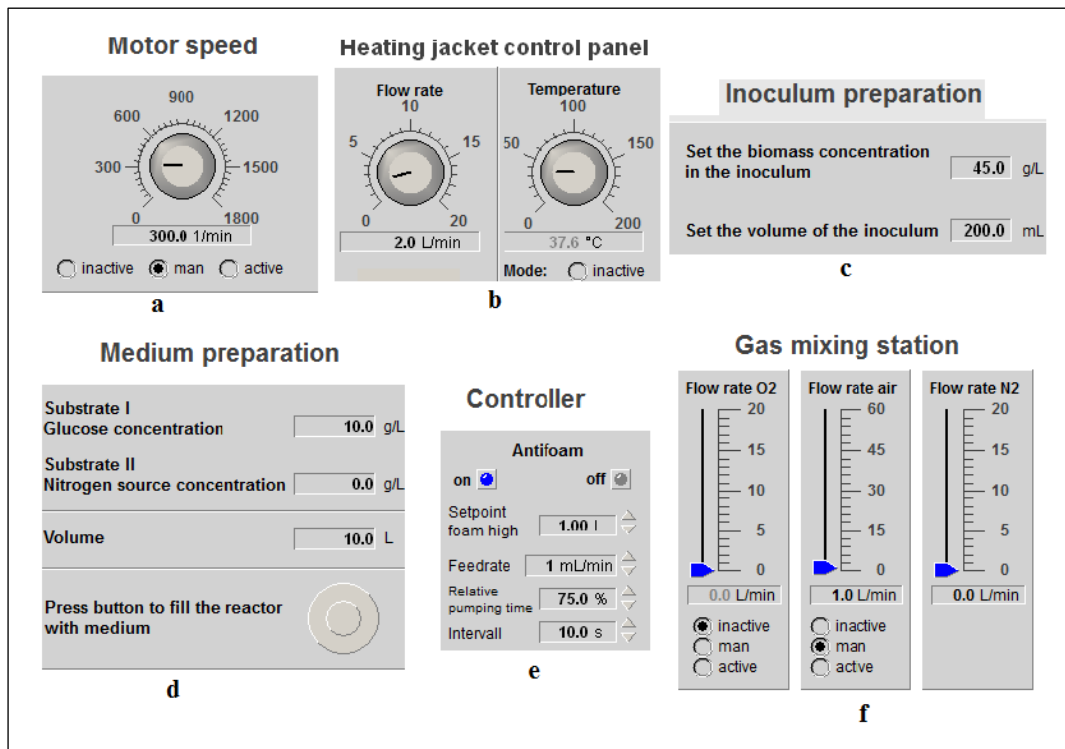 Motor speed
900
600
1200
300
1500
0
1800
300.0 1/min
inactive
man
active
a
Heating jacket control panel
Flow rate
10
5
15
0
20
2.0 L/min
Temperature
100
50
150
0
200
37.6 °C
Mode:
inactive
b
Inoculum preparation
Set the biomass concentration
in the inoculum
45.0 g/L
Set the volume of the inoculum
200.0 mL
c
Medium preparation
Substrate I
Glucose concentration
10.0 g/L
Substrate II
Nitrogen source concentration
0.0 g/L
Volume
10.0 L
Press button to fill the reactor
with medium
d
Controller
Antifoam
on
off
Setpoint
foam high
1.00 l
Feedrate
1 mL/min
Relative
pumping time
75.0 %
Intervall
10.0 s
e
Gas mixing station
Flow rate O2
20
15
10
5
0
0.0 L/min
inactive
man
active
Flow rate air
60
45
30
15
0
1.0 L/min
inactive
man
active
Flow rate N2
20
15
10
5
0
0.0 L/min
f